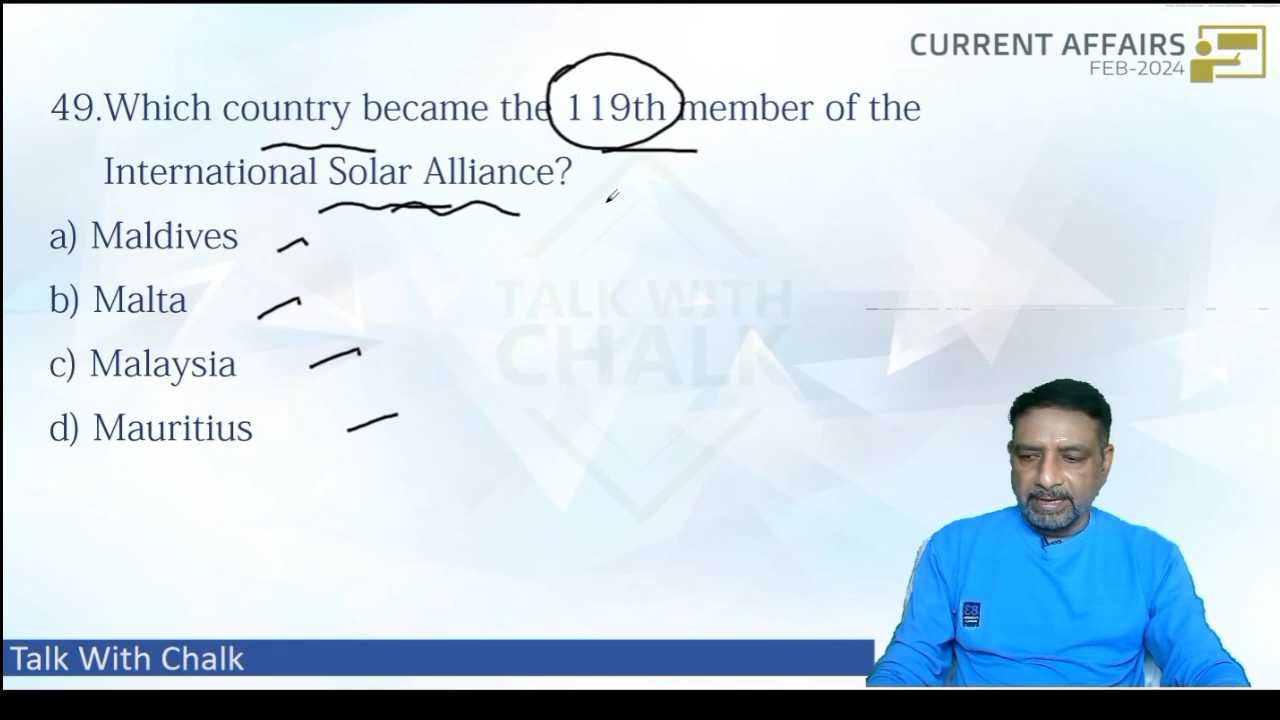 CURRENT AFFAIRS
FEB-2024
49.Which country became the 119th member of the
International Solar Alliance?
a) Maldives
b) Malta
c) Malaysia
d) Mauritius
TALK WITH
CHALK
Talk With Chalk